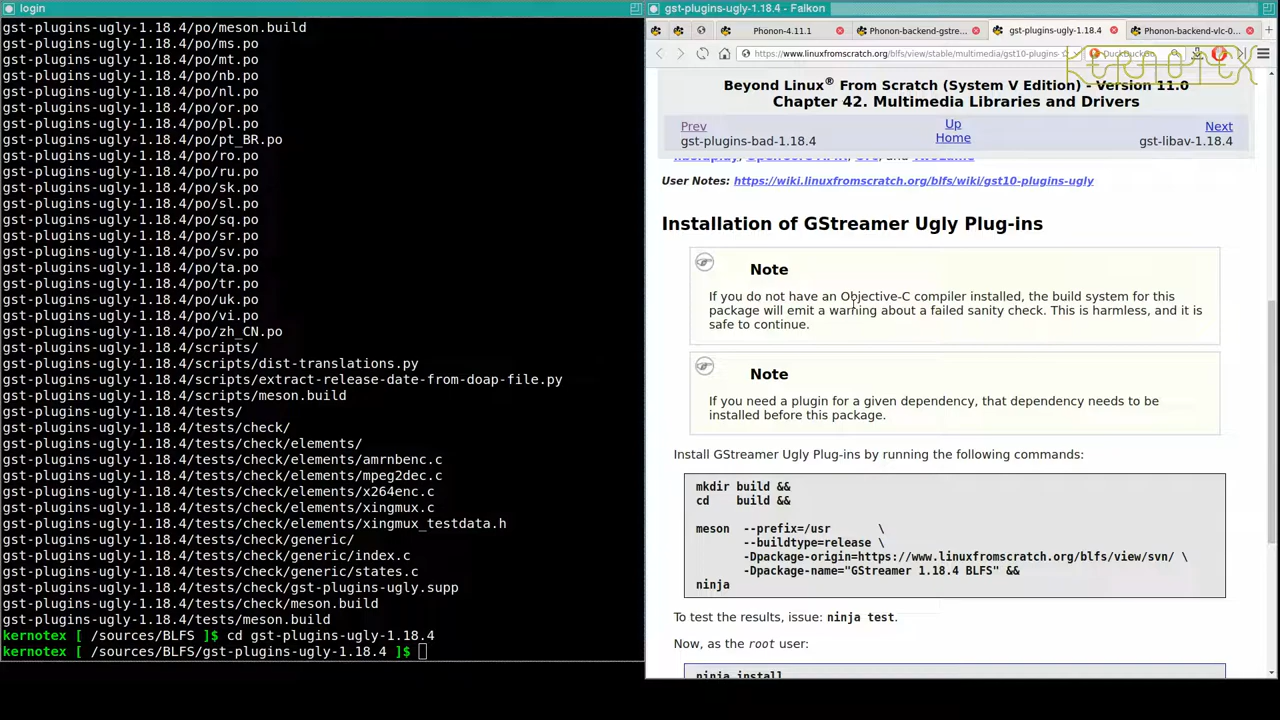 login
gst-plugins-ugly-1.18.4/po/meson.build
gst-plugins-ugly-1.18.4/po/ms.po
gst-plugins-ugly-1.18.4/po/mt.po
gst-plugins-ugly-1.18.4/po/nb.po
gst-plugins-ugly-1.18.4/po/nl.po
gst-plugins-ugly-1.18.4/po/or.po
gst-plugins-ugly-1.18.4/po/pl.po
gst-plugins-ugly-1.18.4/po/pt_BR.po
gst-plugins-ugly-1.18.4/po/ro.po
gst-plugins-ugly-1.18.4/po/ru.po
gst-plugins-ugly-1.18.4/po/sk.po
gst-plugins-ugly-1.18.4/po/sl.po
gst-plugins-ugly-1.18.4/po/sq.po
gst-plugins-ugly-1.18.4/po/sr.po
gst-plugins-ugly-1.18.4/po/sv.po
gst-plugins-ugly-1.18.4/po/ta.po
gst-plugins-ugly-1.18.4/po/tr.po
gst-plugins-ugly-1.18.4/po/uk.po
gst-plugins-ugly-1.18.4/po/vi.po
gst-plugins-ugly-1.18.4/po/zh_CN.po
gst-plugins-ugly-1.18.4/scripts/
gst-plugins-ugly-1.18.4/scripts/dist-translations.py
gst-plugins-ugly-1.18.4/scripts/extract-release-date-from-doap-file.py
gst-plugins-ugly-1.18.4/scripts/meson.build
gst-plugins-ugly-1.18.4/tests/
gst-plugins-ugly-1.18.4/tests/check/
gst-plugins-ugly-1.18.4/tests/check/elements/
gst-plugins-ugly-1.18.4/tests/check/elements/amrnbenc.c
gst-plugins-ugly-1.18.4/tests/check/elements/mpeg2dec.c
gst-plugins-ugly-1.18.4/tests/check/elements/x264enc.c
gst-plugins-ugly-1.18.4/tests/check/elements/xingmux.c
gst-plugins-ugly-1.18.4/tests/check/elements/xingmux_testdata.h
gst-plugins-ugly-1.18.4/tests/check/generic/
gst-plugins-ugly-1.18.4/tests/check/generic/index.c
gst-plugins-ugly-1.18.4/tests/check/generic/states.c
gst-plugins-ugly-1.18.4/tests/check/gst-plugins-ugly.supp
gst-plugins-ugly-1.18.4/tests/check/meson.build
gst-plugins-ugly-1.18.4/tests/meson.build
kernotex [ /sources/BLFS ]$ cd gst-plugins-ugly-1.18.4
kernotex [ /sources/BLFS/gst-plugins-ugly-1.18.4 ]$
gst-plugins-ugly-1.18.4 - Falkon
Phonon-4.11.1 Phonon-backend-gstre... gst-plugins-ugly-1.18.4 Phonon-backend-vlc-0...
https://www.linuxfromscratch.org/blfs/view/stable/multimedia/gst10-plugins- DuckDuckGo
KERNOTEX
Beyond Linux® From Scratch (System V Edition) - Version 11.0
Chapter 42. Multimedia Libraries and Drivers
Prev Up Next
gst-plugins-bad-1.18.4 Home gst-libav-1.18.4
User Notes: https://wiki.linuxfromscratch.org/blfs/wiki/gst10-plugins-ugly
Installation of GStreamer Ugly Plug-ins
Note
If you do not have an Objective-C compiler installed, the build system for this
package will emit a warning about a failed sanity check. This is harmless, and it is
safe to continue.
Note
If you need a plugin for a given dependency, that dependency needs to be
installed before this package.
Install GStreamer Ugly Plug-ins by running the following commands:
mkdir build &&
cd    build &&
meson  --prefix=/usr       \
--buildtype=release \
-Dpackage-origin=https://www.linuxfromscratch.org/blfs/view/svn/ \
-Dpackage-name="GStreamer 1.18.4 BLFS" &&
ninja
To test the results, issue: ninja test.
Now, as the root user:
ninja install